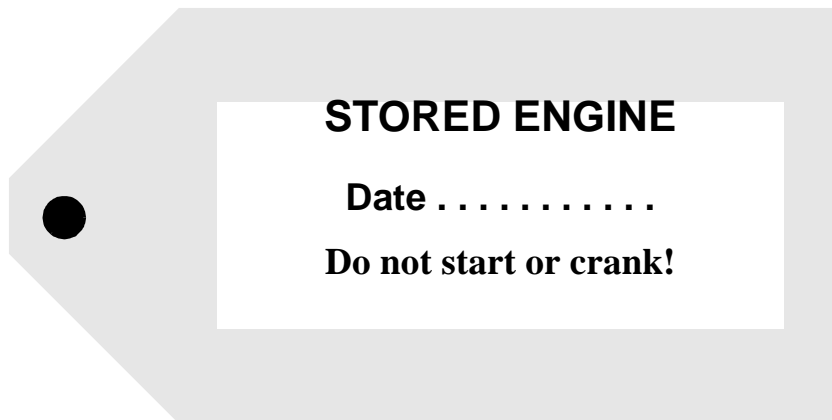 STORED ENGINE
Date . . . . . . . . . . .
Do not start or crank!